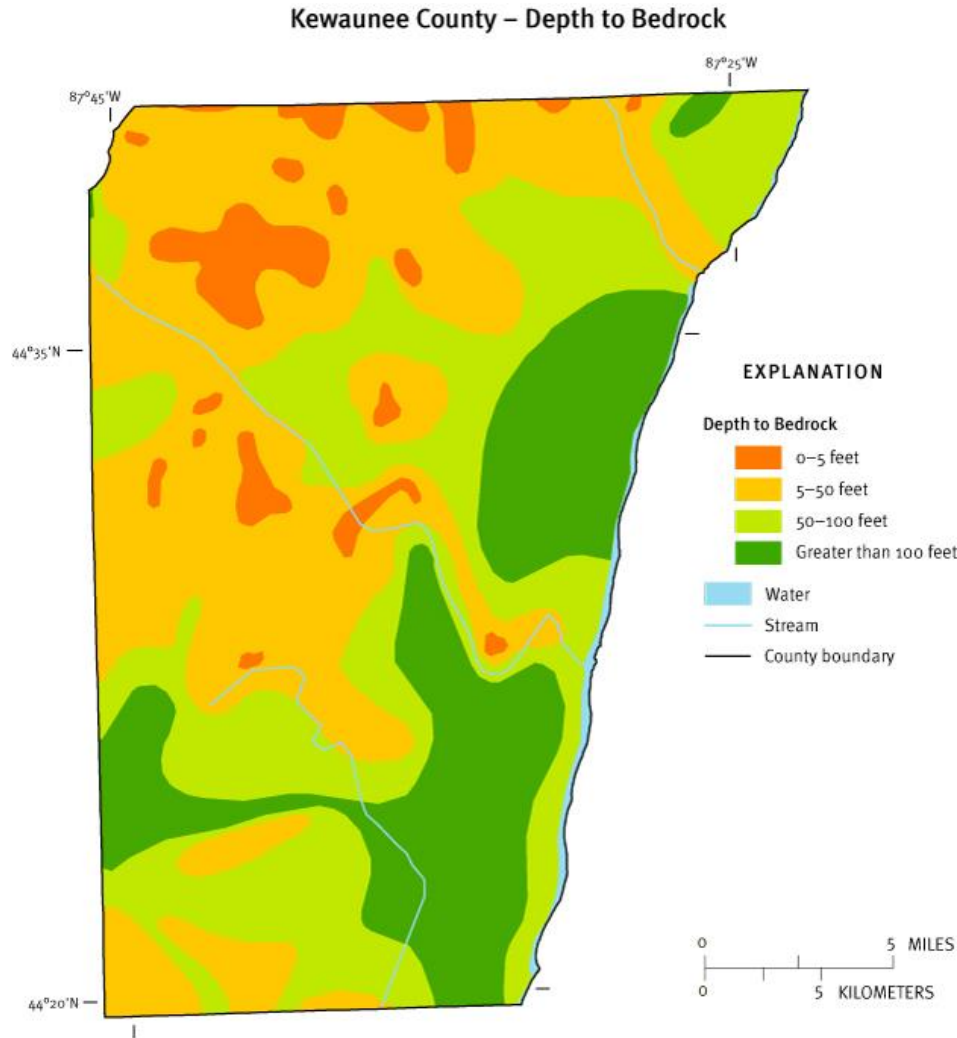 Kewaunee County – Depth to Bedrock
87°45'W
87°25'W
44°35'N
44°20'N
EXPLANATION
Depth to Bedrock
0–5 feet
5–50 feet
50–100 feet
Greater than 100 feet
Water
Stream
County boundary
0 5 MILES
0 5 KILOMETERS